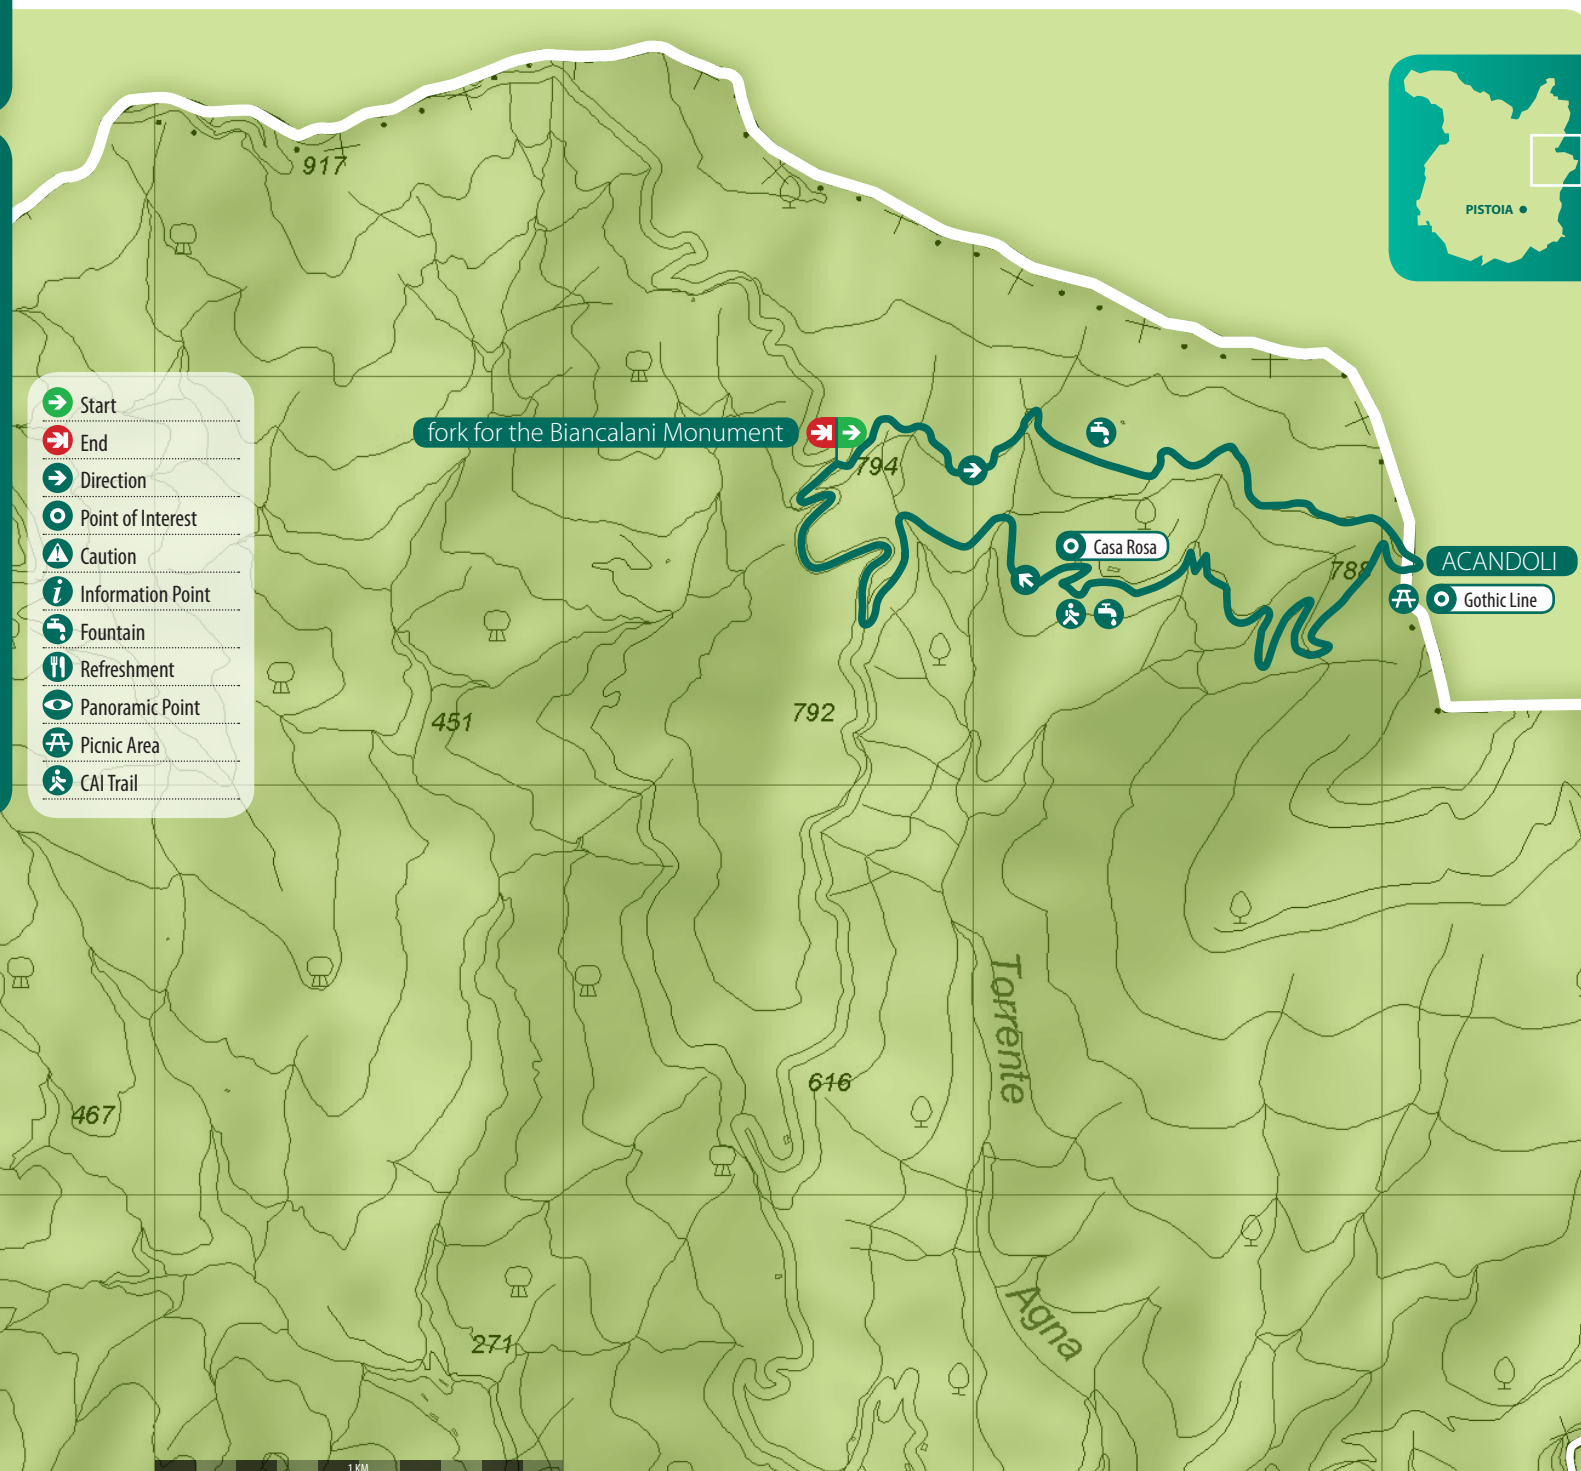 917
PISTOIA
Start
End
Direction
Point of Interest
Caution
Information Point
Fountain
Refreshment
Panoramic Point
Picnic Area
CAI Trail
fork for the Biancalani Monument
794
Casa Rosa
788
ACANDOLI
Gothic Line
451
792
Torrente
616
467
Agna
271
1 KM